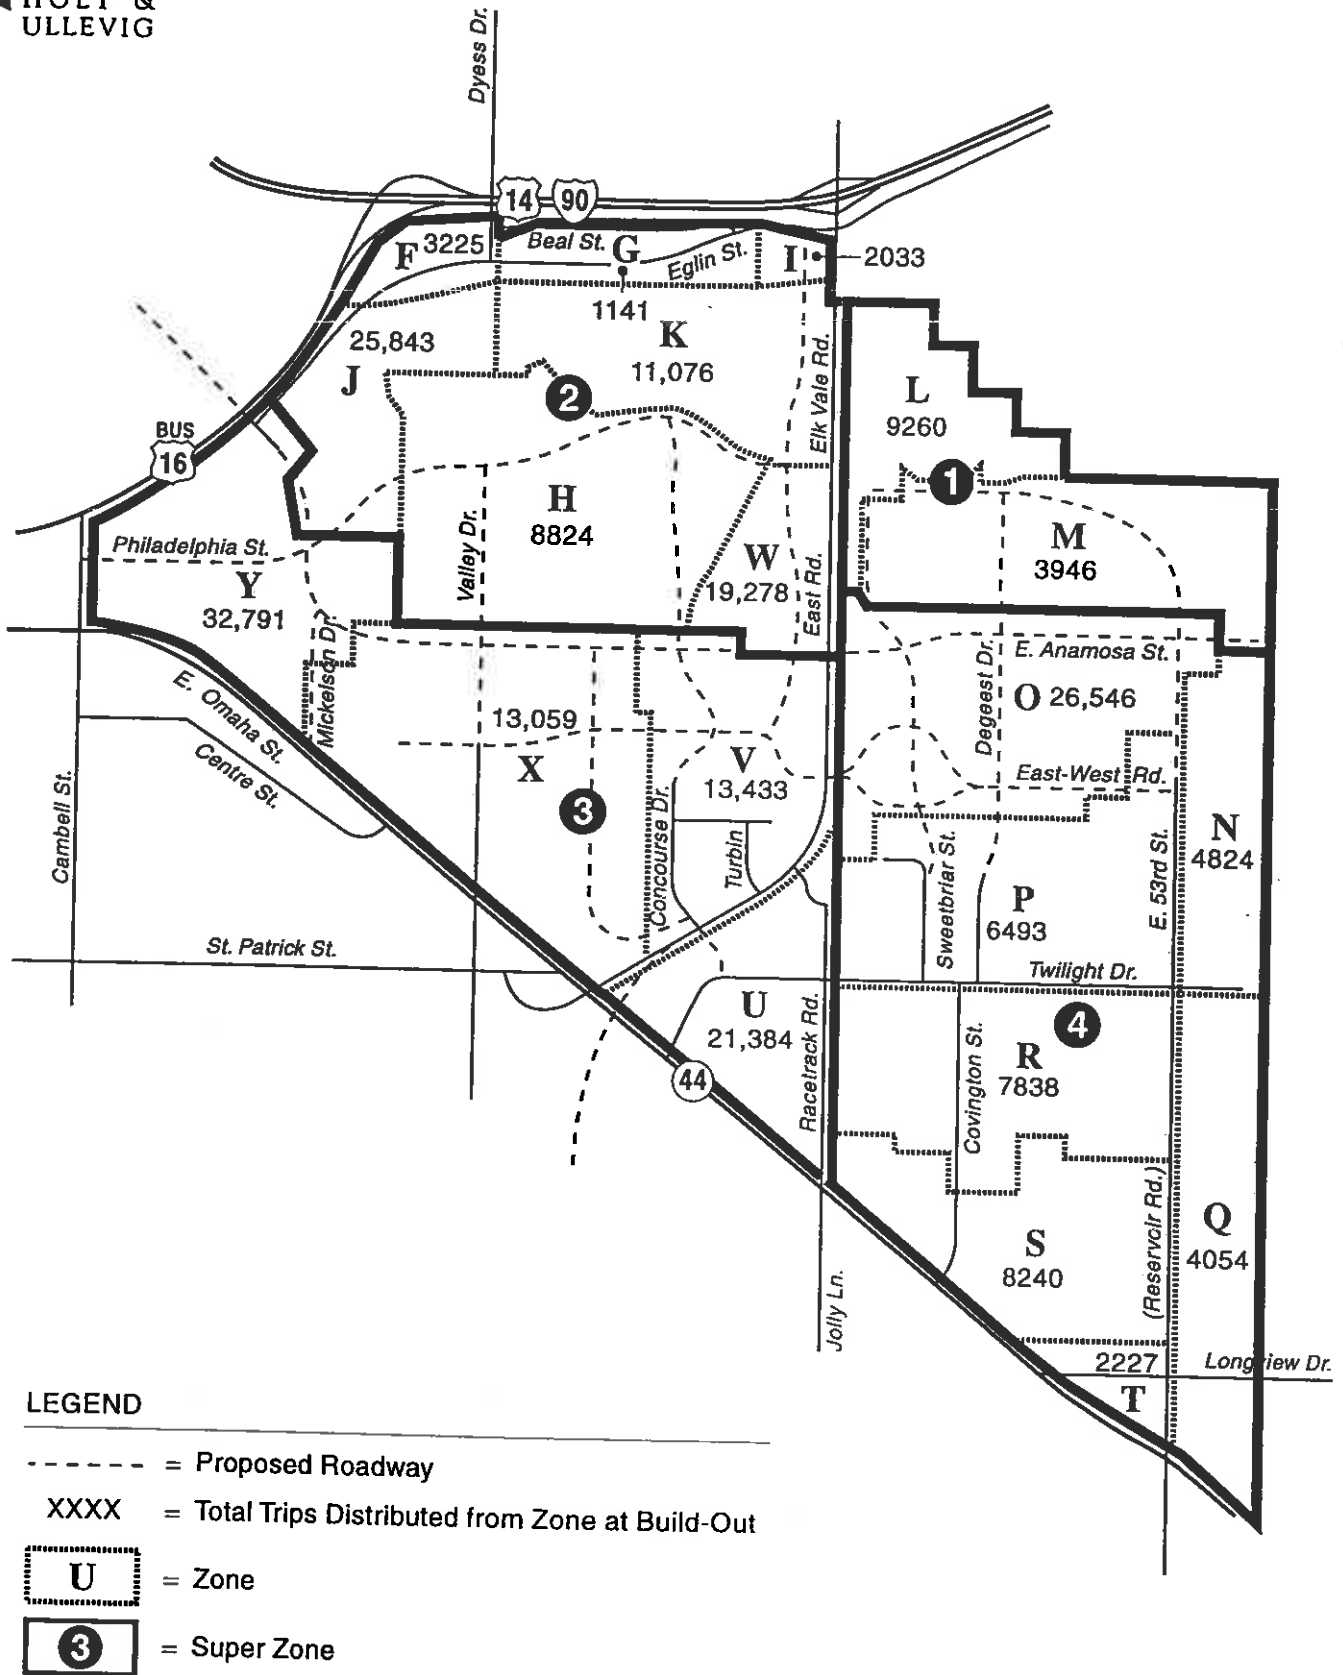 HOLT &
ULLEVIG
Dyess Dr.
14
90
F
3225
Beal St.
G
Eglin St.
I
2033
1141
25,843
K
11,076
J
2
Elk Vale Rd.
L
9260
BUS
16
1
H
8824
Valley Dr.
M
3946
Philadelphia St.
Y
32,791
W
19,278
East Rd.
Mickelson Dr.
E. Anamosa St.
Degeest Dr.
O 26,546
E. Omaha St.
Centre St.
13,059
X
V
13,433
East-West Rd.
3
Cambell St.
Concourse Dr.
Turbin
Sweetbriar St.
E. 53rd St.
N
4824
P
6493
St. Patrick St.
Twilight Dr.
U
21,384
Racetrack Rd.
4
R
7838
44
Covington St.
(Reservoir Rd.)
Q
4054
S
8240
Jolly Ln.
2227
Longview Dr.
T
LEGEND
= Proposed Roadway
XXXX = Total Trips Distributed from Zone at Build-Out
U = Zone
3 = Super Zone